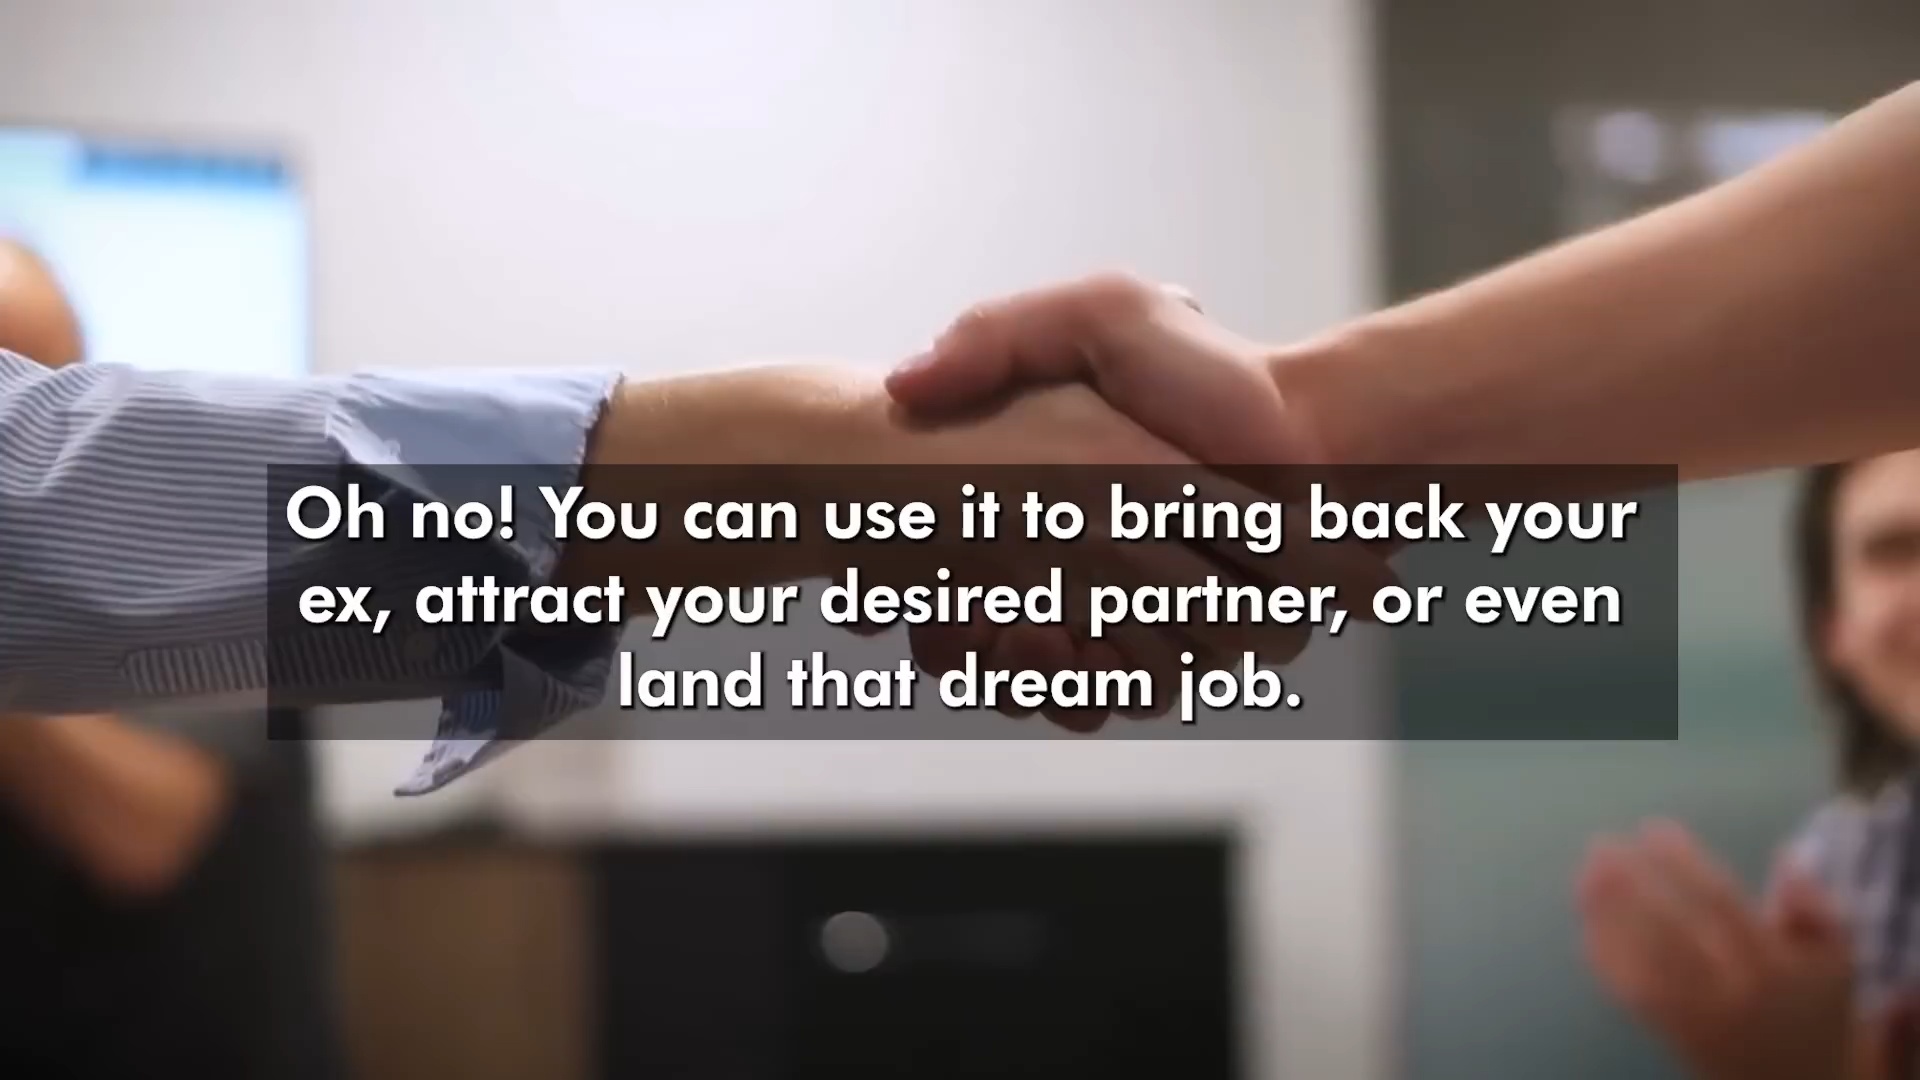 Oh no! You can use it to bring back your
ex, attract your desired partner, or even
land that dream job.